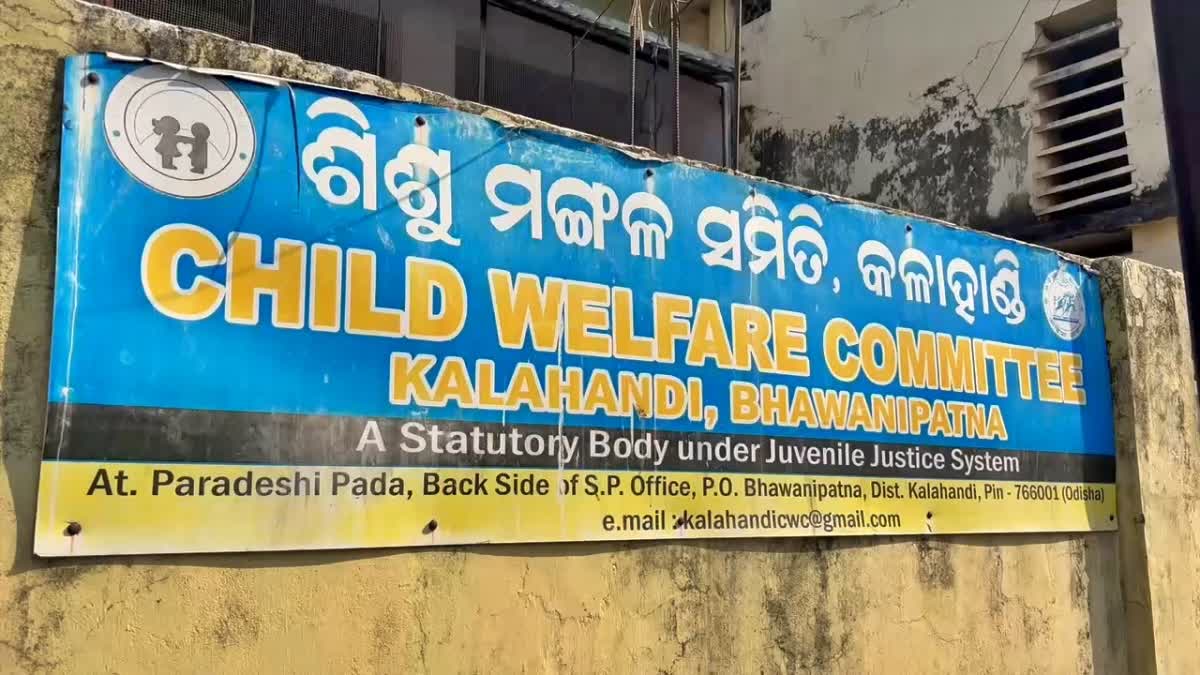 ଶିଶୁ ମଙ୍ଗଳ ସମିତି, କଳାହାଣ୍ଡି
CHILD WELFARE COMMITTEE
KALAHANDI, BHAWANIPATNA
A Statutory Body under Juvenile Justice System
At. Paradeshi Pada, Back Side of S.P. Office, P.O. Bhawanipatna, Dist. Kalahandi, Pin - 766001 (Odisha)
e.mail : kalahandicwc@gmail.com